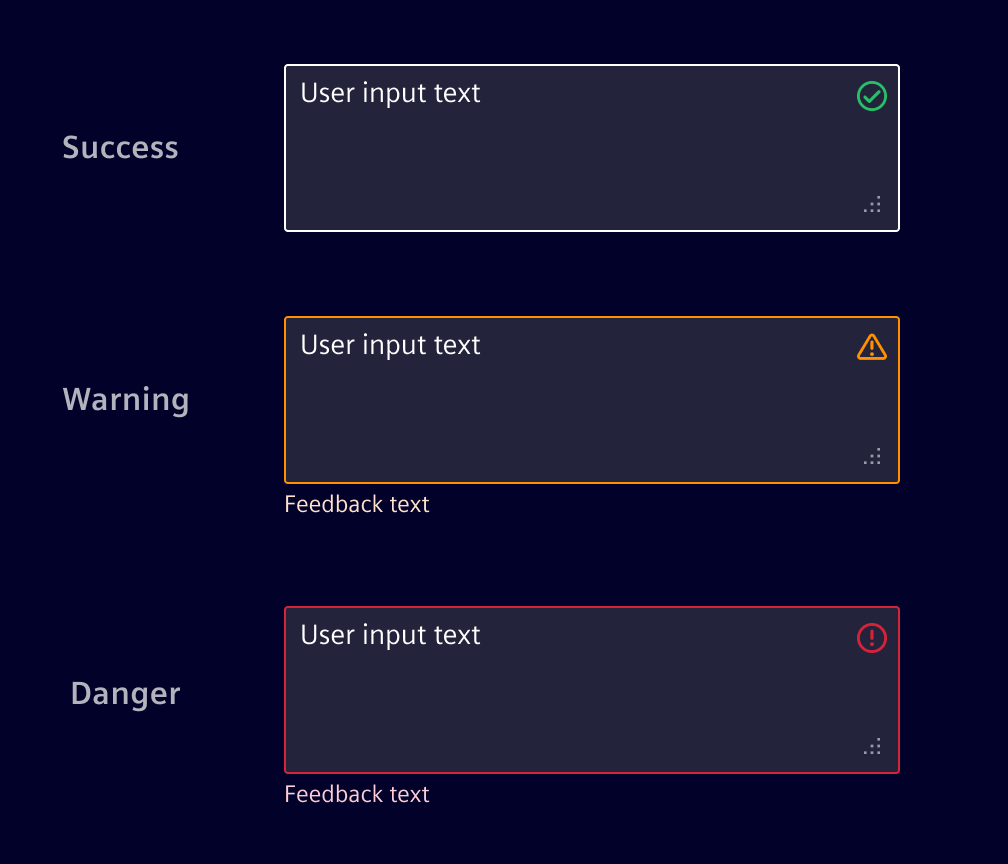 User input text
Success
User input text
Warning
Feedback text
User input text
Danger
Feedback text